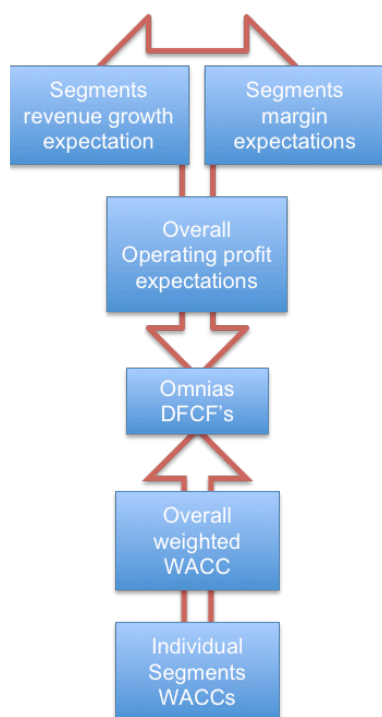 Segments
revenue growth
expectation
Segments
margin
expectations
Overall
Operating profit
expectations
Omnias
DFCF's
Overall
weighted
WACC
Individual
Segments
WACCs